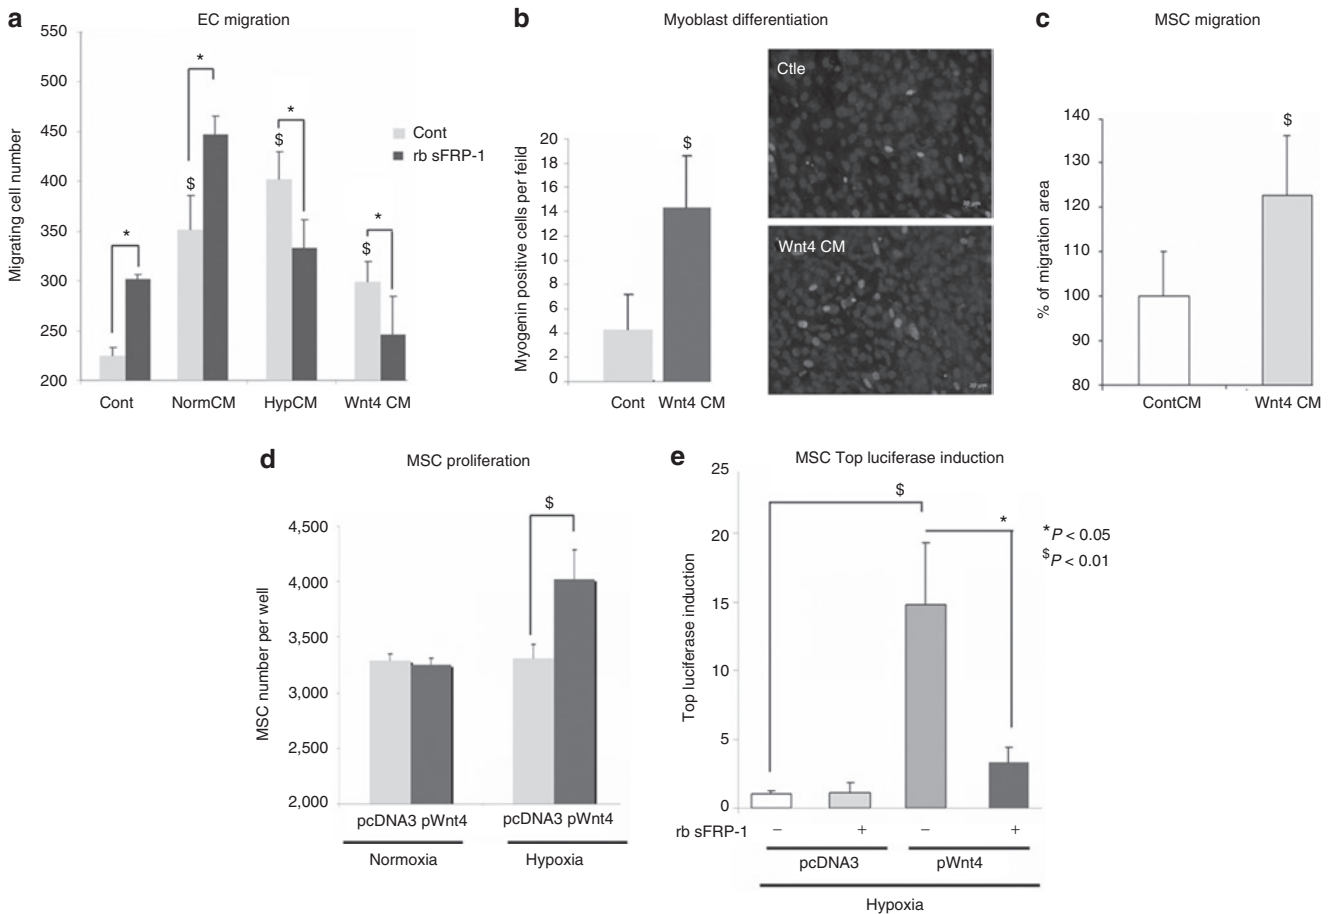 a
EC migration
550
500
450
400
350
300
250
200
Migrating cell number
*
$
*
$
*
$
*
Cont
rb sFRP-1
Cont
NormCM
HypCM
Wnt4 CM
b
Myoblast differentiation
20
18
16
14
12
10
8
6
4
2
0
Myogenin positive cells per feild
$
Cont
Wnt4 CM
Ctle
Wnt4 CM
c
MSC migration
140
130
120
110
100
90
80
% of migration area
$
ContCM
Wnt4 CM
d
MSC proliferation
4,500
4,000
3,500
3,000
2,500
2,000
MSC number per well
$
pcDNA3 pWnt4
pcDNA3 pWnt4
Normoxia
Hypoxia
e
MSC Top luciferase induction
25
20
15
10
5
0
Top luciferase induction
$
*
*P < 0.05
$P < 0.01
rb sFRP-1 − + − +
pcDNA3
pWnt4
Hypoxia